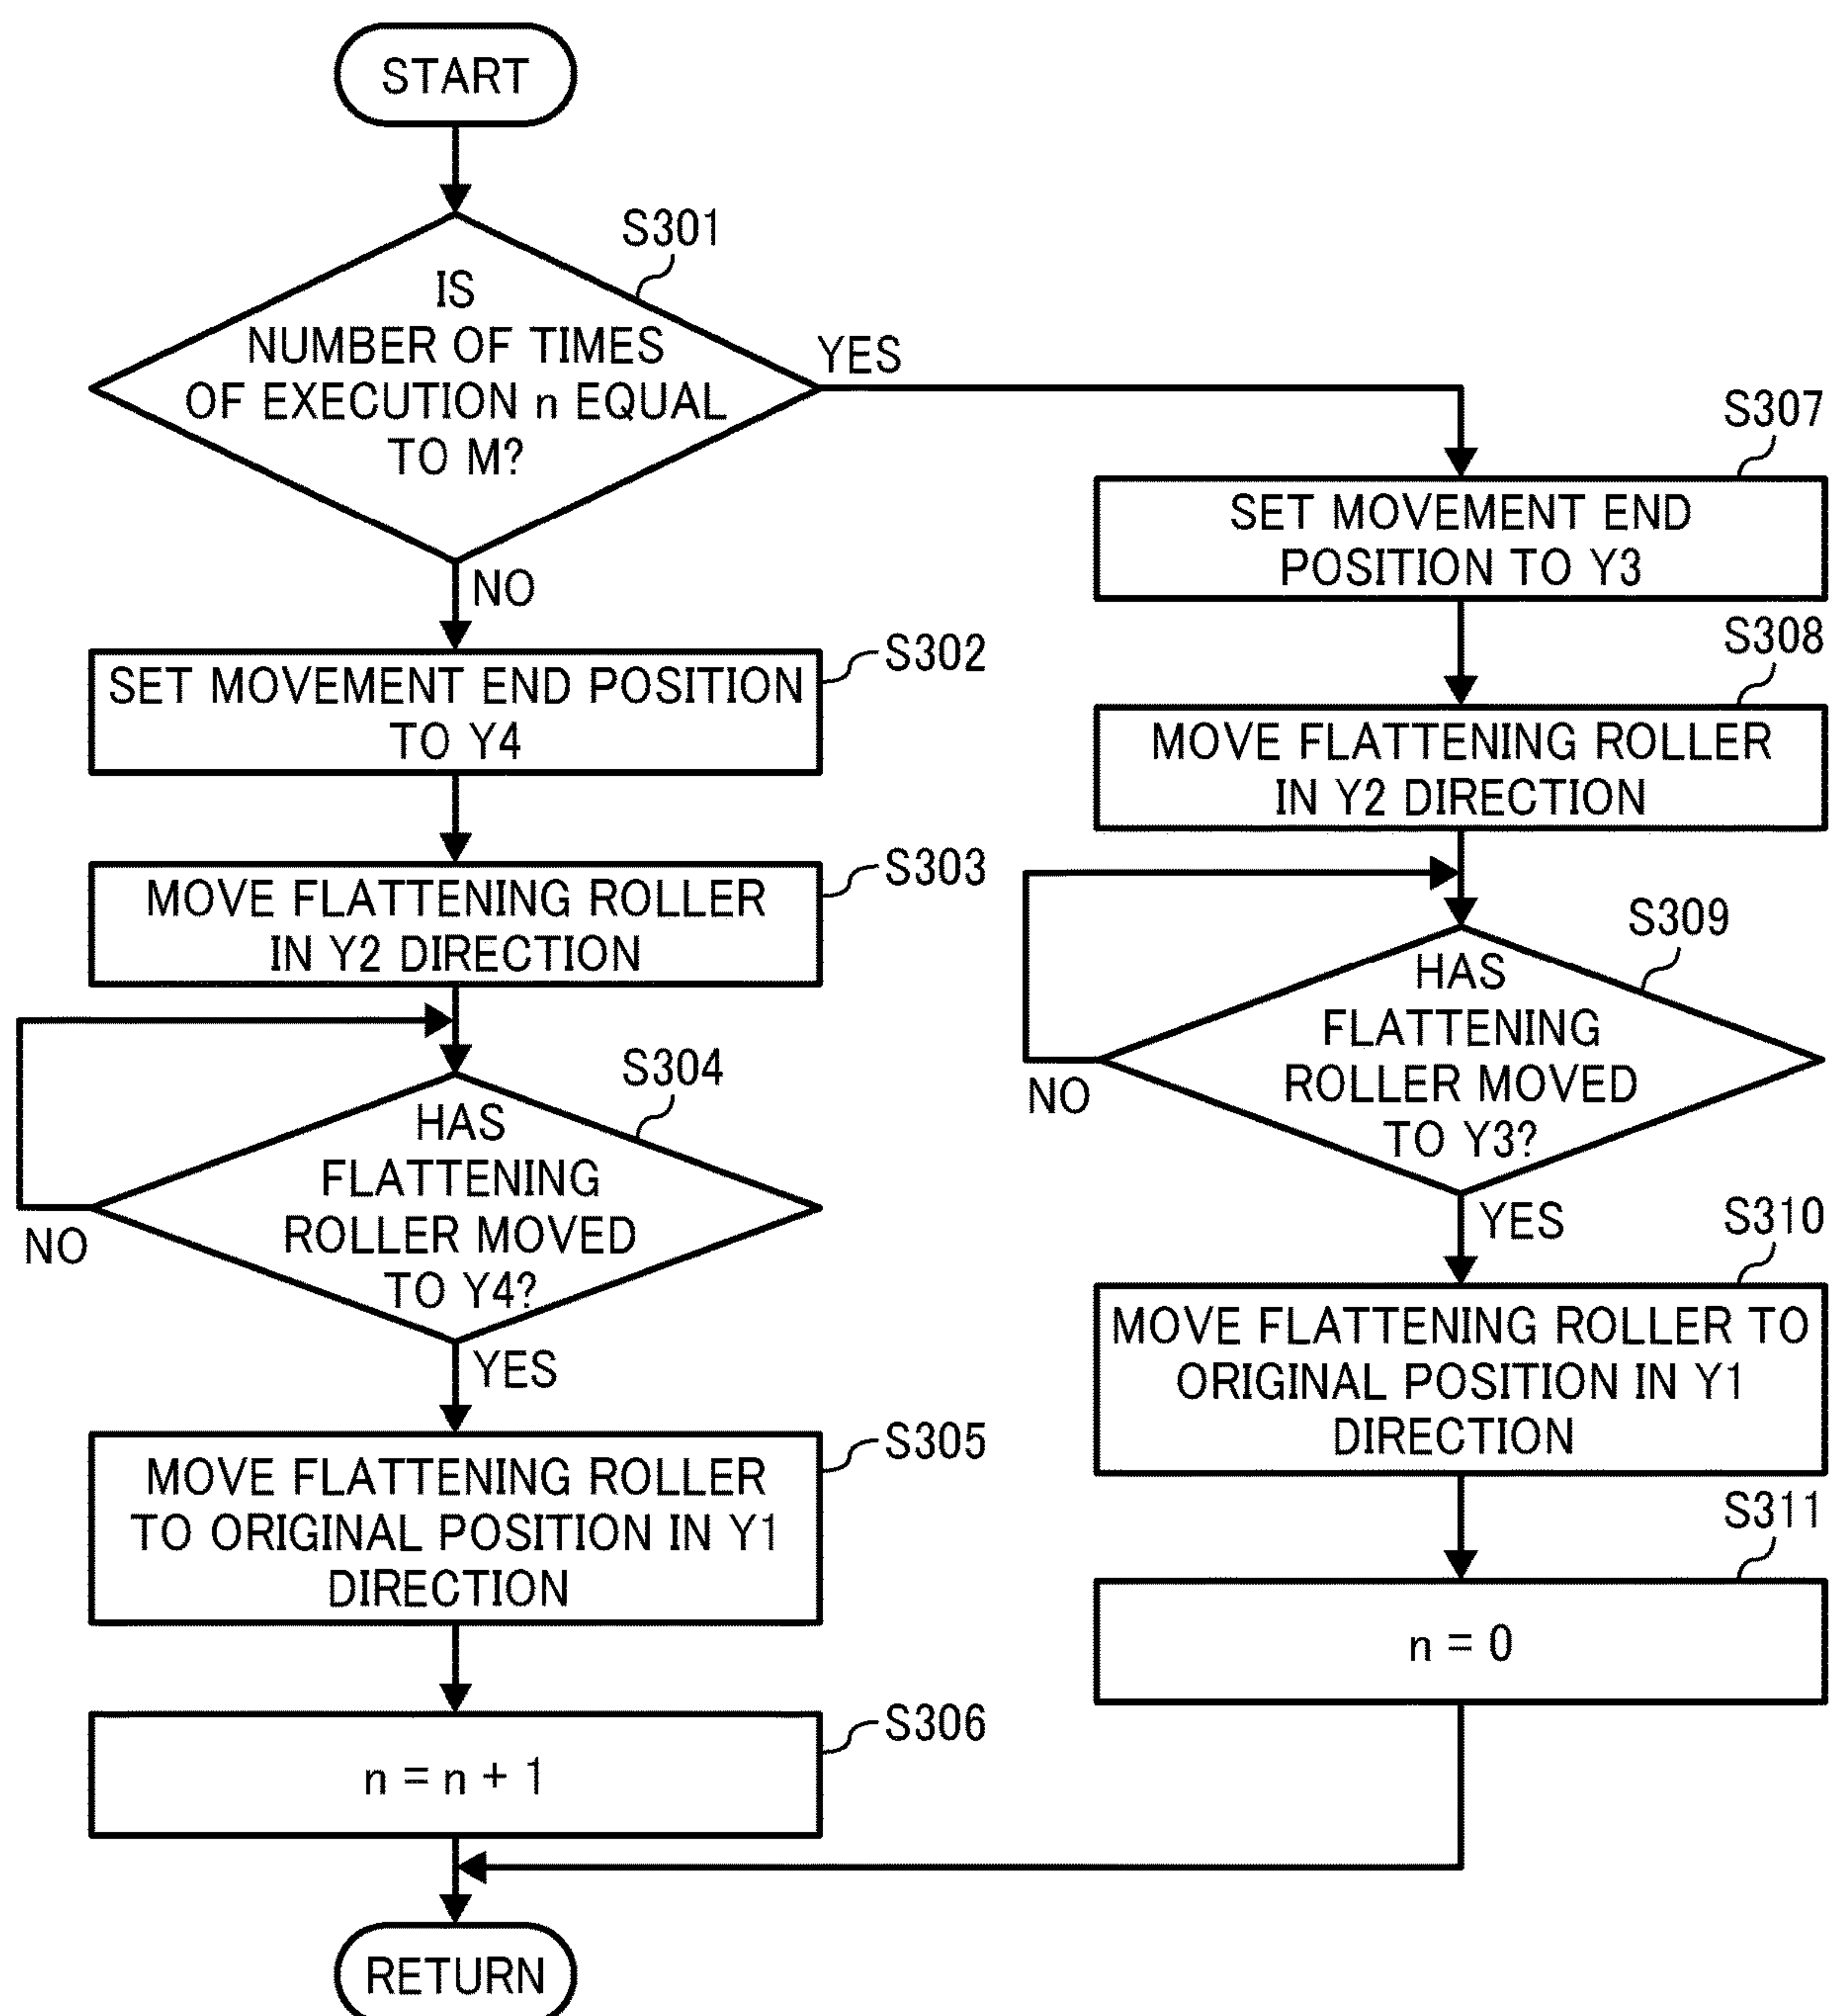 START
S301
IS
NUMBER OF TIMES
OF EXECUTION n EQUAL
TO M?
YES
NO
S302
SET MOVEMENT END POSITION
TO Y4
S303
MOVE FLATTENING ROLLER
IN Y2 DIRECTION
S304
HAS
FLATTENING
ROLLER MOVED
TO Y4?
NO
YES
S305
MOVE FLATTENING ROLLER
TO ORIGINAL POSITION IN Y1
DIRECTION
S306
n = n + 1
S307
SET MOVEMENT END
POSITION TO Y3
S308
MOVE FLATTENING ROLLER
IN Y2 DIRECTION
S309
HAS
FLATTENING
ROLLER MOVED
TO Y3?
NO
YES
S310
MOVE FLATTENING ROLLER TO
ORIGINAL POSITION IN Y1
DIRECTION
S311
n = 0
RETURN